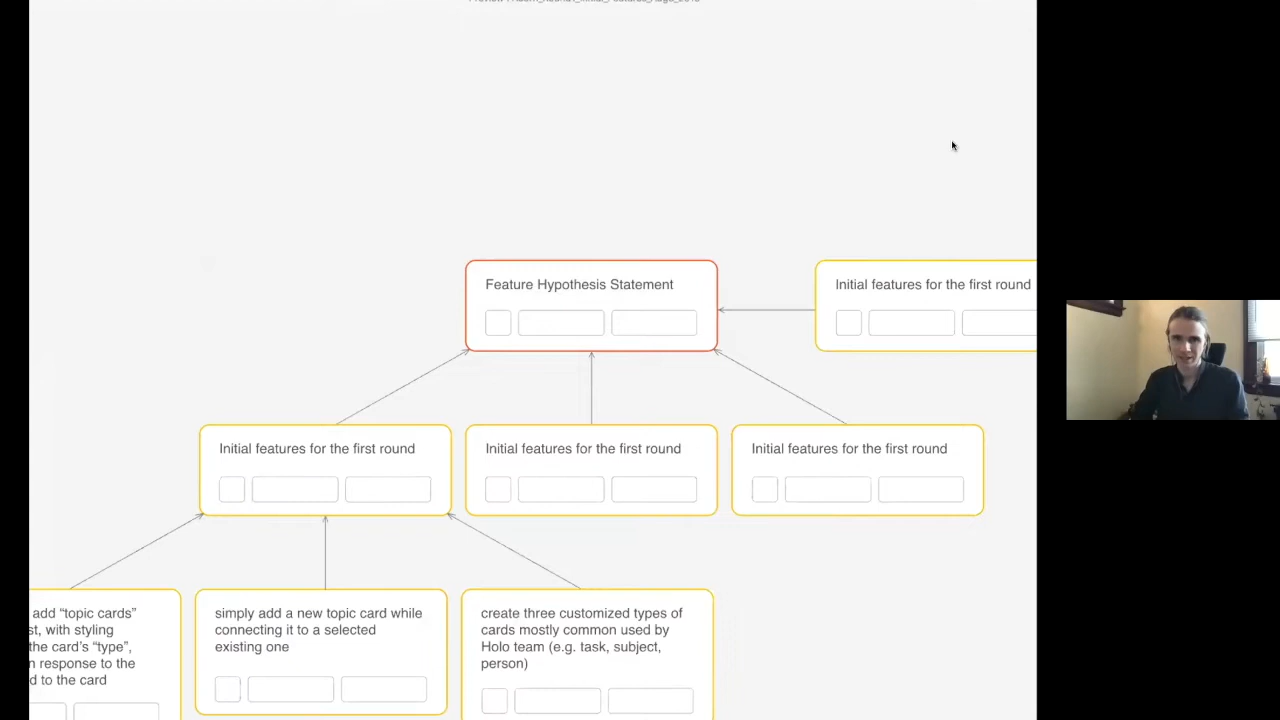 Feature Hypothesis Statement
Initial features for the first round
Initial features for the first round
Initial features for the first round
Initial features for the first round
add “topic cards”
st, with styling
the card’s “type”,
n response to the
d to the card
simply add a new topic card while
connecting it to a selected
existing one
create three customized types of
cards mostly common used by
Holo team (e.g. task, subject,
person)